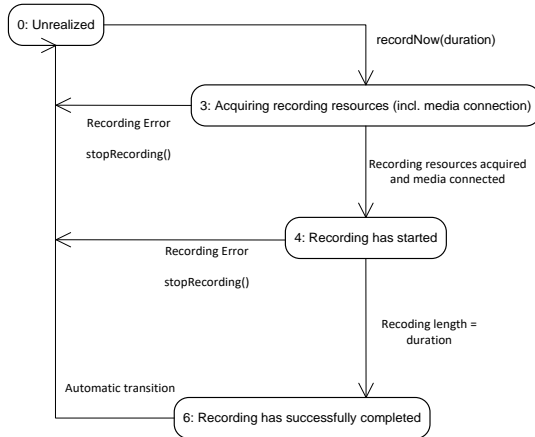 0: Unrealized
recordNow(duration)
3: Acquiring recording resources (incl. media connection)
Recording Error
stopRecording()
Recording resources acquired
and media connected
4: Recording has started
Recording Error
stopRecording()
Recoding length =
duration
Automatic transition
6: Recording has successfully completed